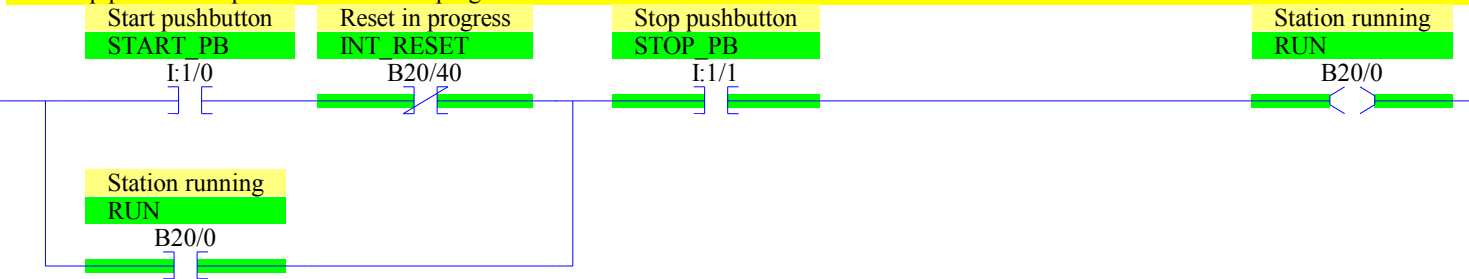 Start pushbutton
START_PB
I:1/0
Reset in progress
INT_RESET
B20/40
Stop pushbutton
STOP_PB
I:1/1
Station running
RUN
B20/0
Station running
RUN
B20/0